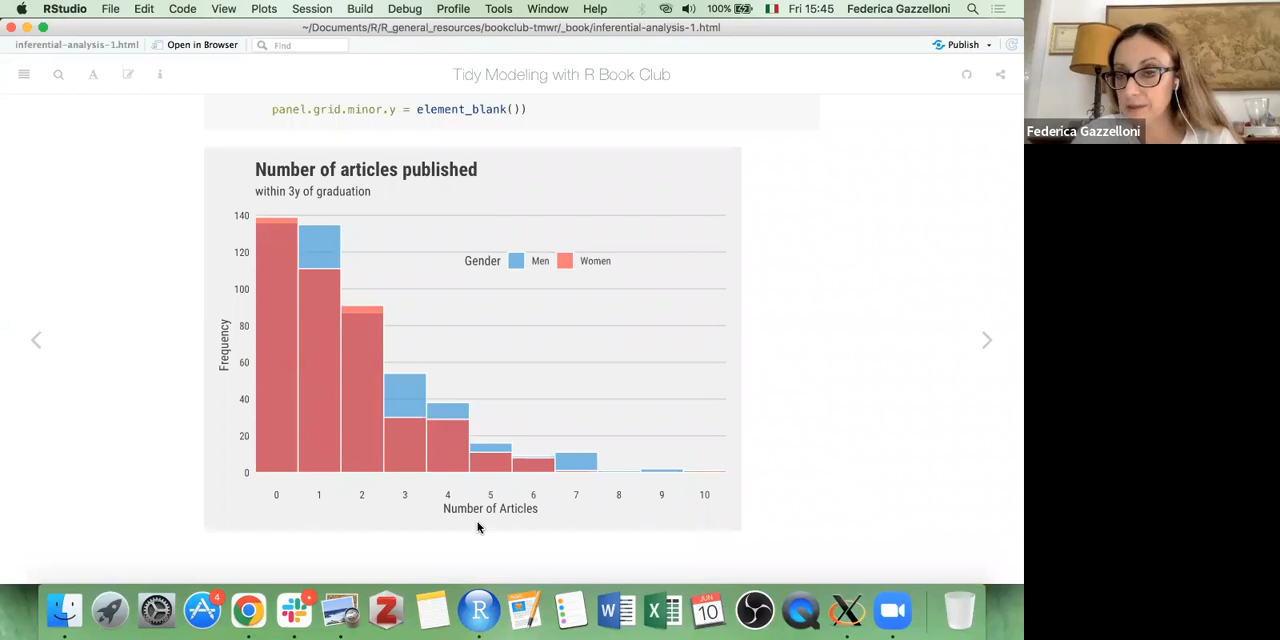 RStudio File Edit Code View Plots Session Build Debug Profile Tools Window Help 100% Fri 15:45 Federica Gazzelloni
~/Documents/R/R_general_resources/bookclub-tmwr/_book/inferential-analysis-1.html
inferential-analysis-1.html Open in Browser Find Publish
A i Tidy Modeling with R Book Club
panel.grid.minor.y = element_blank())
Federica Gazzelloni
Number of articles published
within 3y of graduation
140
120
100
80
60
40
20
0
Frequency
Gender Men Women
0 1 2 3 4 5 6 7 8 9 10
Number of Articles
4
Z
R
W
X
JUN
10
X